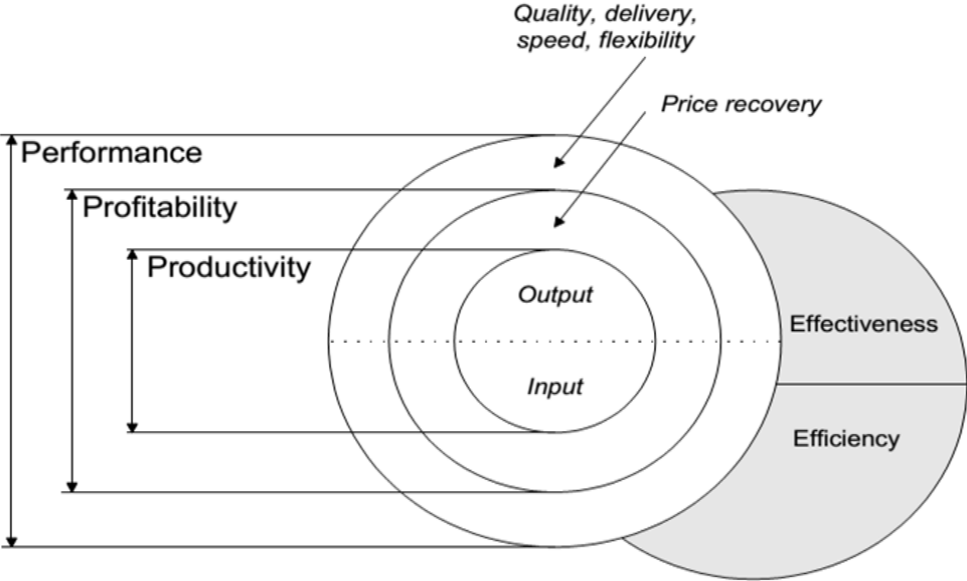 Quality, delivery,
speed, flexibility
Price recovery
Performance
Profitability
Productivity
Output
Input
Effectiveness
Efficiency